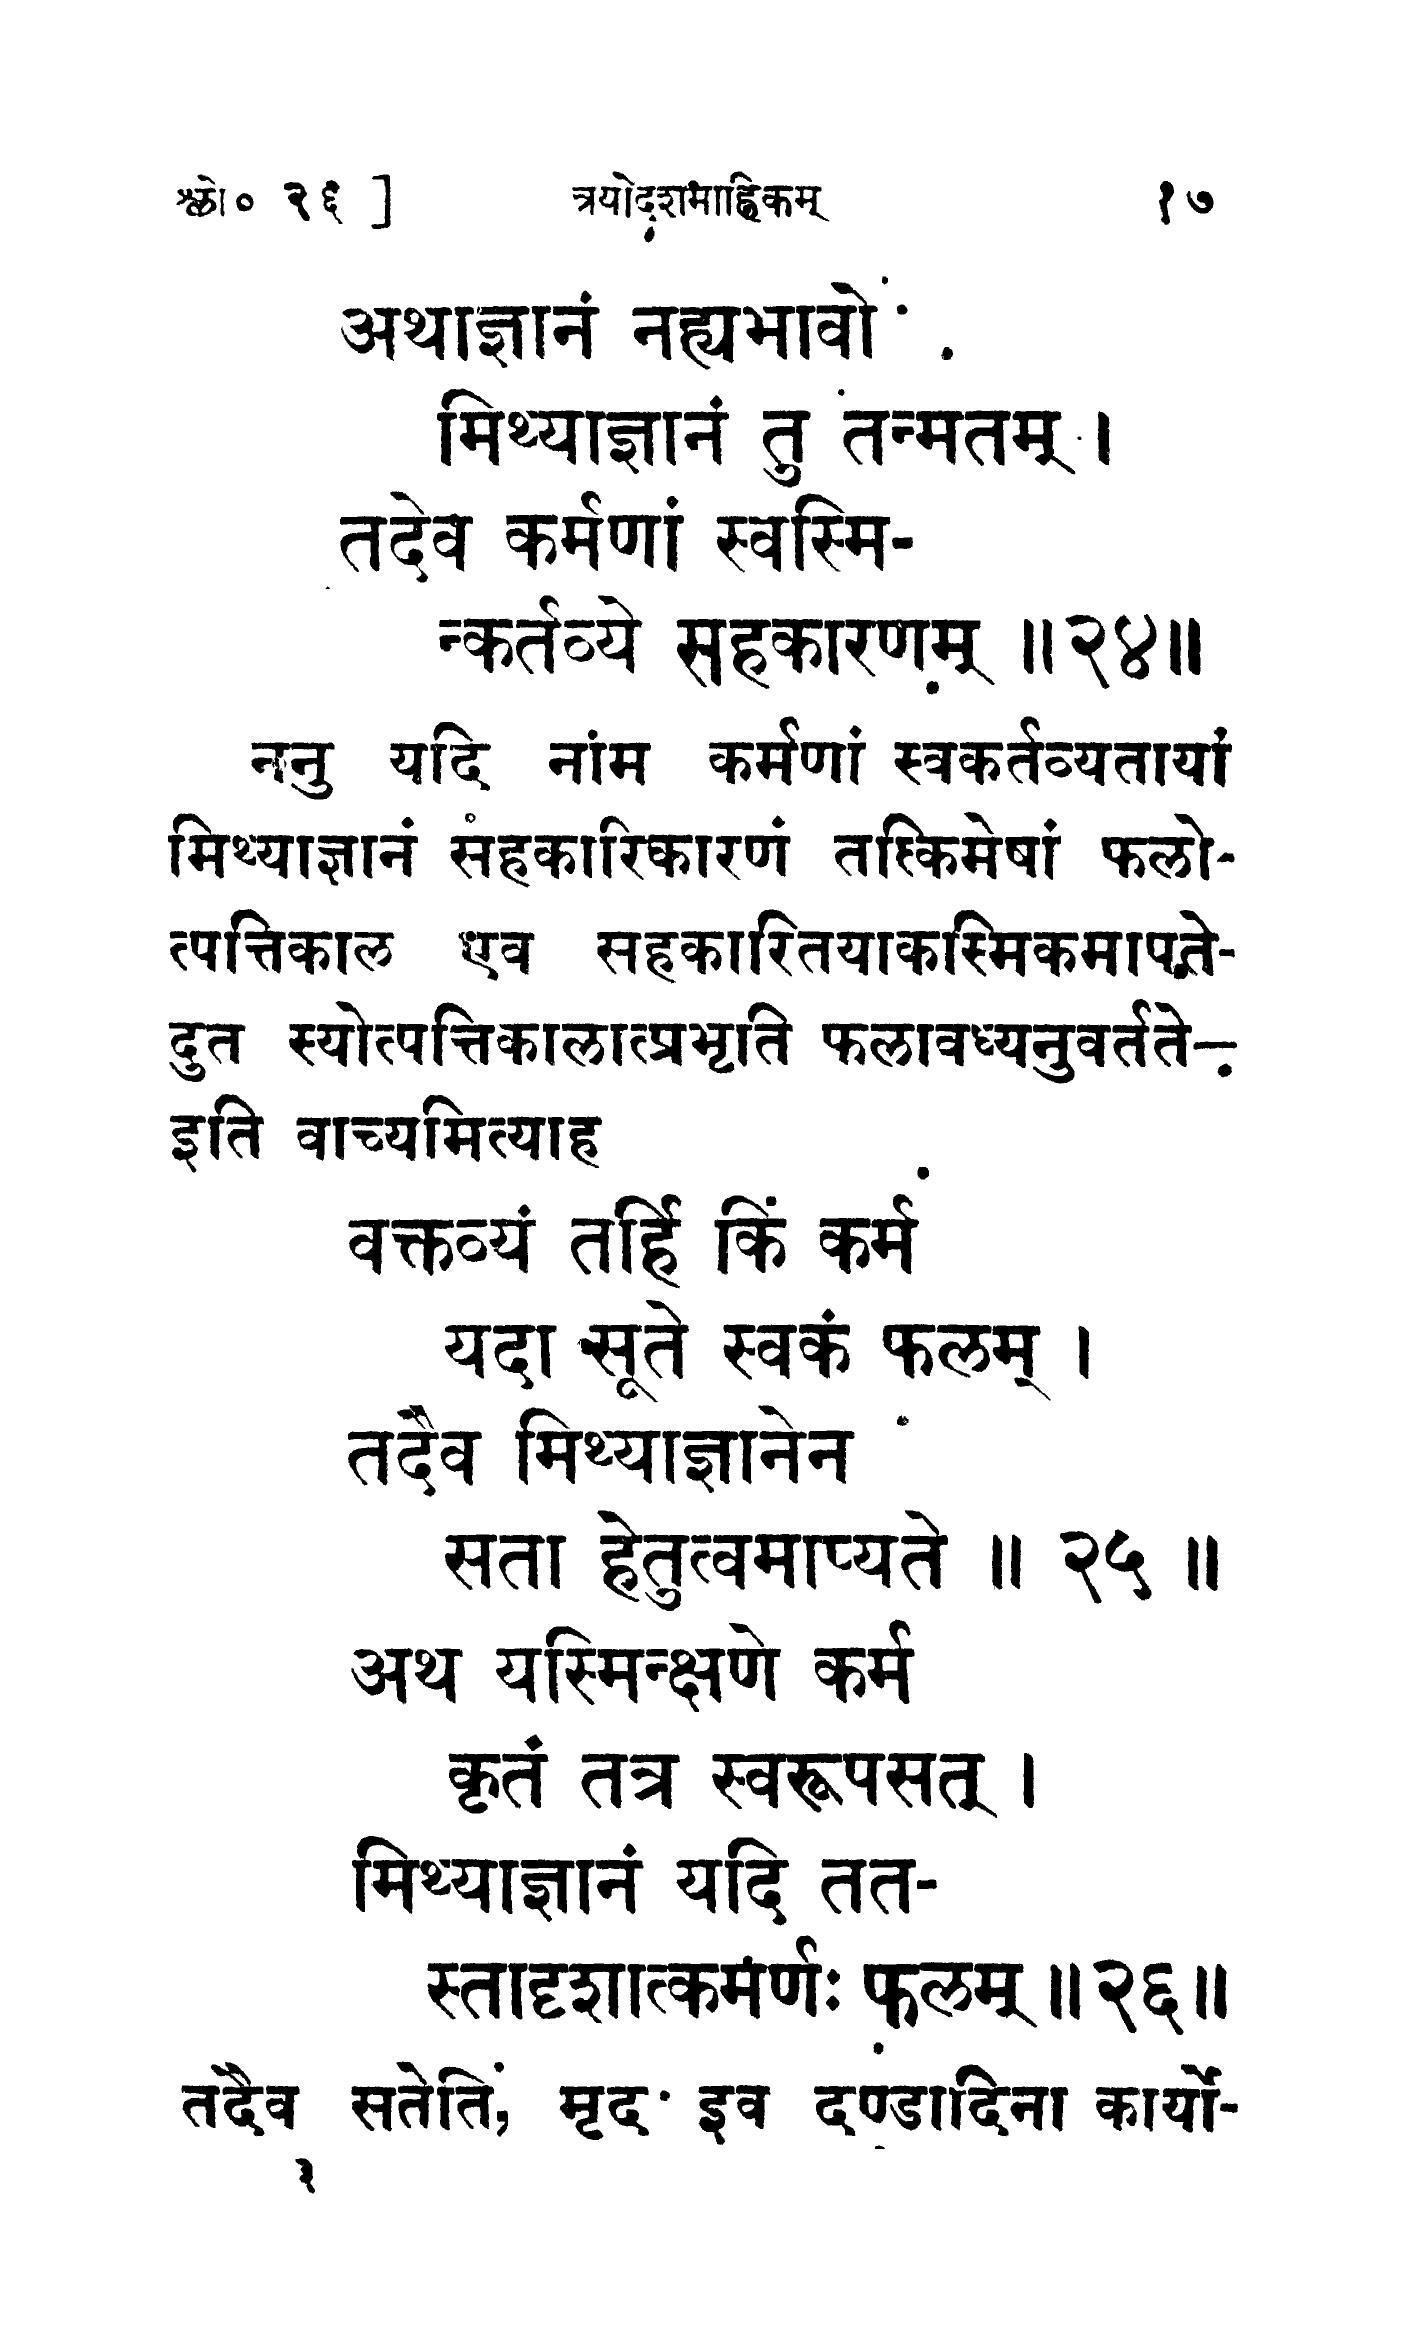 श्लो० २६ ] त्रयोदशमाह्निकम् १७
अथाज्ञानं नह्यभावो
मिथ्याज्ञानं तु तन्मतम् ।
तदेव कर्मणां स्वस्मि-
न्कर्तव्ये सहकारणम् ॥२४॥
ननु यदि नाम कर्मणां स्वकर्तव्यतायां
मिथ्याज्ञानं सहकारिकारणं तत्किमेषां फलो-
त्पत्तिकाल एव सहकारितयाकस्मिकमापते-
दुत स्योत्पत्तिकालात्प्रभृति फलावध्यनुवर्तते—
इति वाच्यमित्याह
वक्तव्यं तर्हि किं कर्म
यदा सूते स्वकं फलम् ।
तदैव मिथ्याज्ञानेन
सता हेतुत्वमाप्यते ॥ २५ ॥
अथ यस्मिन्क्षणे कर्म
कृतं तत्र स्वरूपसत् ।
मिथ्याज्ञानं यदि तत-
स्तादृशात्कर्मणः फलम् ॥२६॥
तदैव सतेति, मृद इव दण्डादिना कार्यो-
३